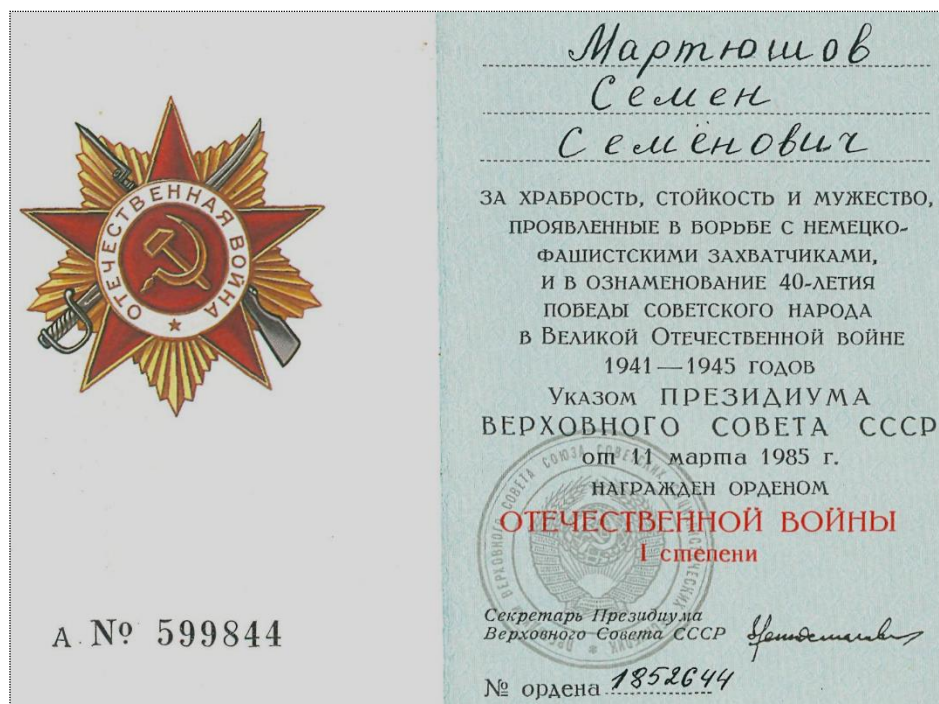 ОТЕЧЕСТВЕННАЯ ВОЙНА
А № 599844
Мартюшов
Семен
Семёнович
ЗА ХРАБРОСТЬ, СТОЙКОСТЬ И МУЖЕСТВО,
ПРОЯВЛЕННЫЕ В БОРЬБЕ С НЕМЕЦКО-
ФАШИСТСКИМИ ЗАХВАТЧИКАМИ,
И В ОЗНАМЕНОВАНИЕ 40-ЛЕТИЯ
ПОБЕДЫ СОВЕТСКОГО НАРОДА
В ВЕЛИКОЙ ОТЕЧЕСТВЕННОЙ ВОЙНЕ
1941—1945 ГОДОВ
УКАЗОМ ПРЕЗИДИУМА
ВЕРХОВНОГО СОВЕТА СССР
от 11 марта 1985 г.
НАГРАЖДЕН ОРДЕНОМ
ОТЕЧЕСТВЕННОЙ ВОЙНЫ
I степени
Секретарь Президиума
Верховного Совета СССР
№ ордена 1852644